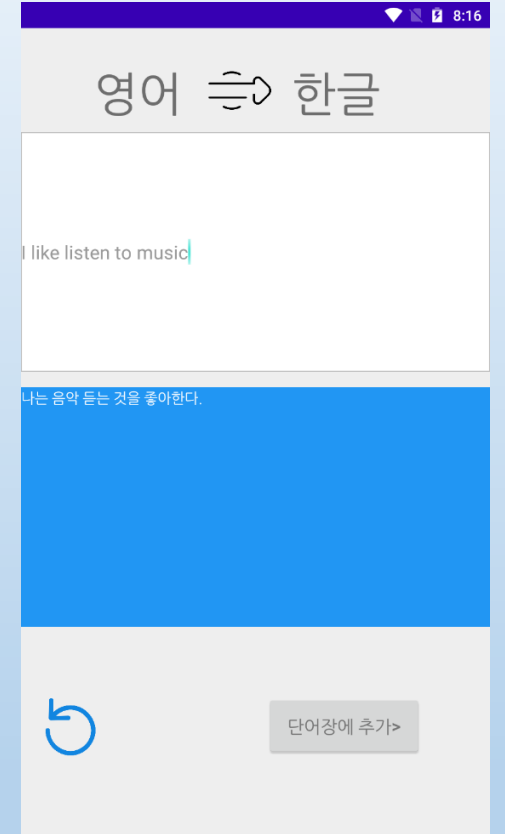 8:16
영어 한글
I like listen to music
나는 음악 듣는 것을 좋아한다.
단어장에 추가>